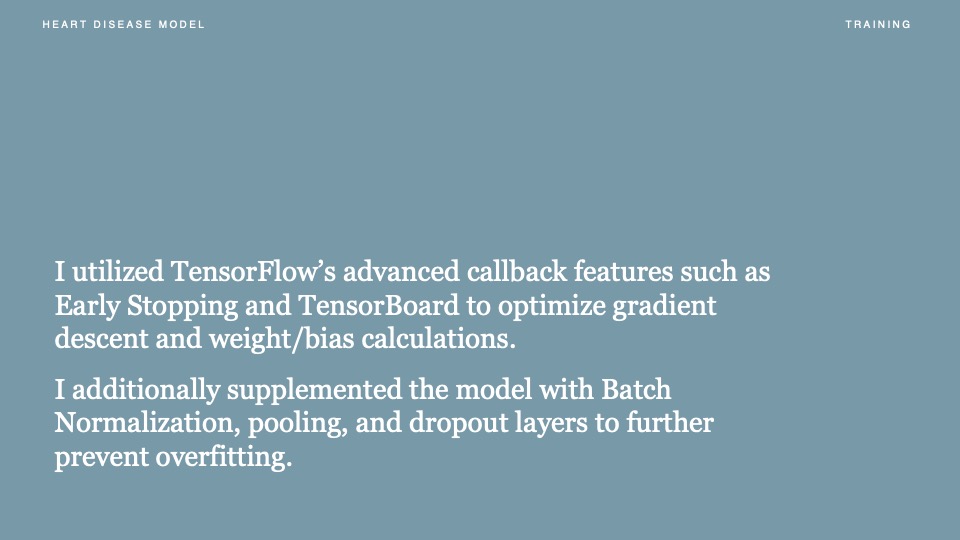 HEART DISEASE MODEL
TRAINING
I utilized TensorFlow’s advanced callback features such as
Early Stopping and TensorBoard to optimize gradient
descent and weight/bias calculations.
I additionally supplemented the model with Batch
Normalization, pooling, and dropout layers to further
prevent overfitting.